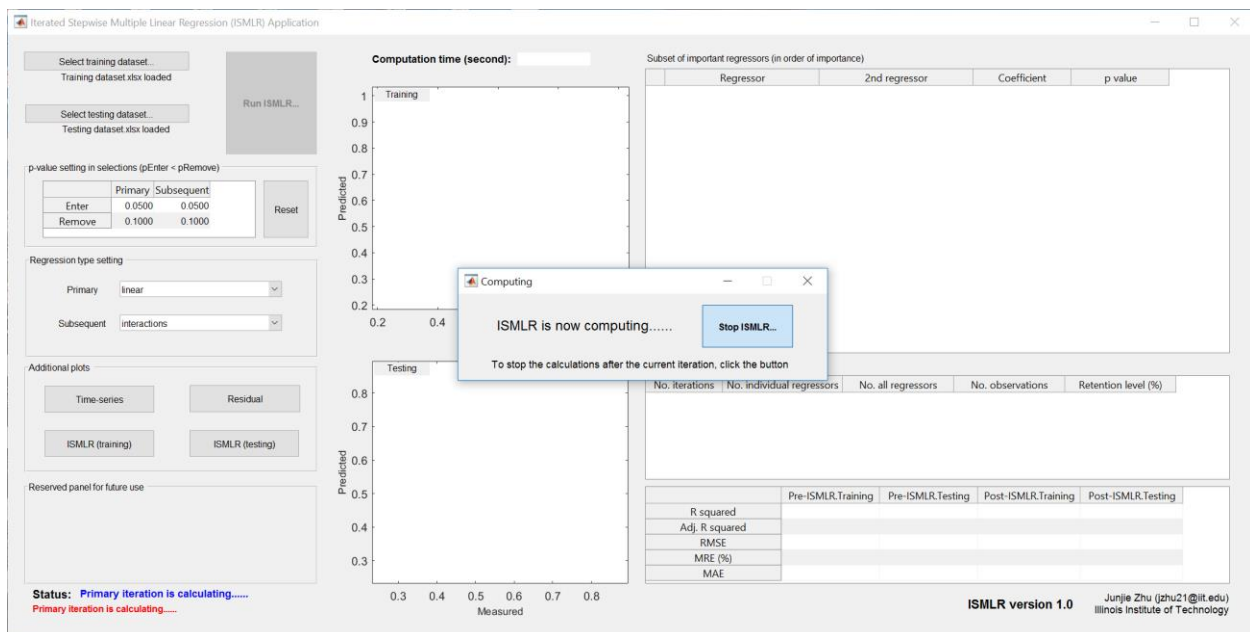 Iterated Stepwise Multiple Linear Regression (ISMLR) Application
Select training dataset...
Training dataset.xlsx loaded
Select testing dataset...
Testing dataset.xlsx loaded
Run ISMLR...
p-value setting in selections (pEnter < pRemove)
Primary Subsequent
Enter 0.0500 0.0500
Remove 0.1000 0.1000
Reset
Regression type setting
Primary linear
Subsequent interactions
Additional plots
Time-series Residual
ISMLR (training) ISMLR (testing)
Reserved panel for future use
Status: Primary iteration is calculating......
Primary iteration is calculating......
Computation time (second):
Training
1
0.9
0.8
0.7
0.6
0.5
0.4
0.3
0.2
Predicted
0.2 0.4
Testing
0.8
0.7
0.6
0.5
0.4
0.3
Predicted
0.3 0.4 0.5 0.6 0.7 0.8
Measured
Computing
ISMLR is now computing......
Stop ISMLR...
To stop the calculations after the current iteration, click the button
Subset of important regressors (in order of importance)
Regressor 2nd regressor Coefficient p value
No. iterations No. individual regressors No. all regressors No. observations Retention level (%)
Pre-ISMLR.Training Pre-ISMLR.Testing Post-ISMLR.Training Post-ISMLR.Testing
R squared
Adj. R squared
RMSE
MRE (%)
MAE
ISMLR version 1.0
Junjie Zhu (jzhu21@iit.edu)
Illinois Institute of Technology